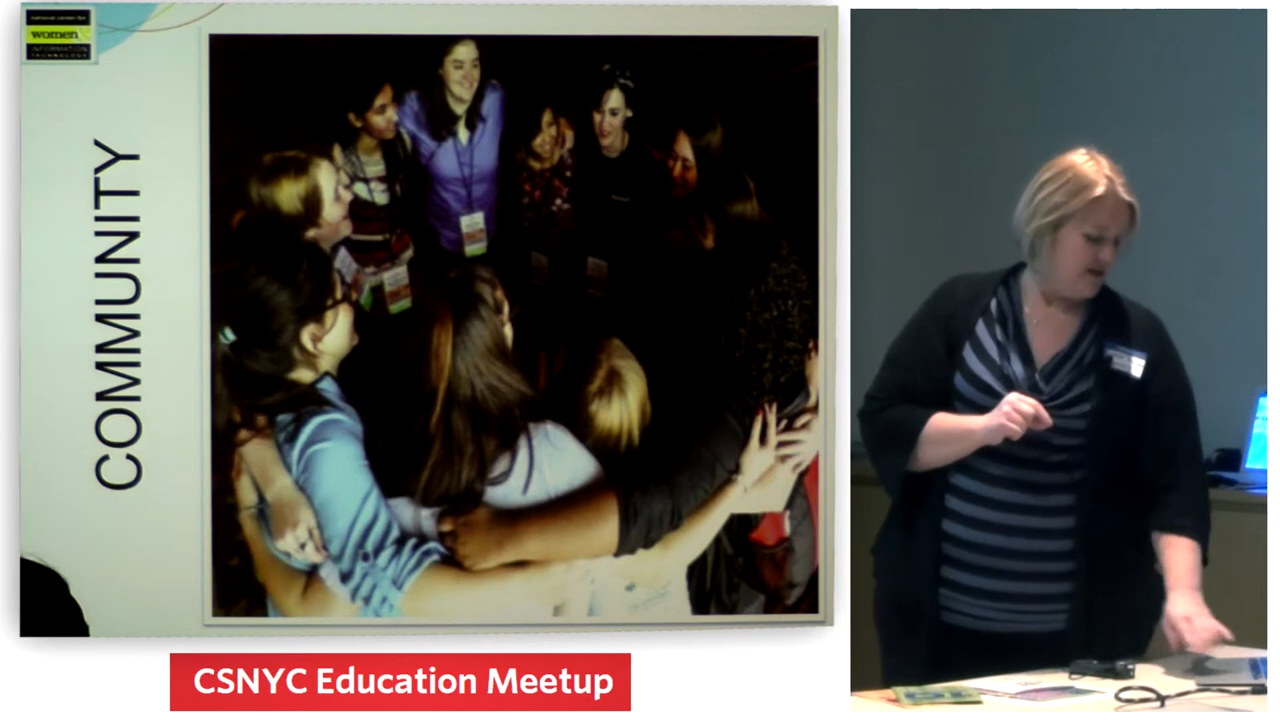 national center for
women &
INFORMATION
TECHNOLOGY
COMMUNITY
CSNYC Education Meetup